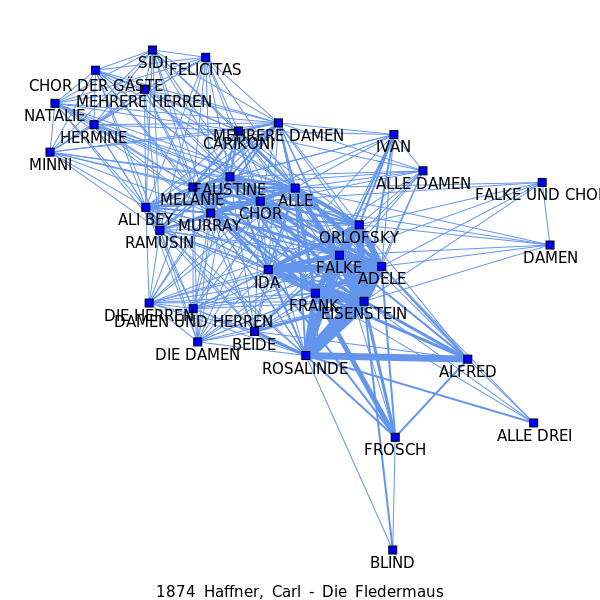 SIDI
FELICITAS
CHOR DER GÄSTE
MEHRERE HERREN
NATALIE
HERMINE
MEHRERE DAMEN
CARIKONI
IVAN
MINNI
ALLE DAMEN
FALKE UND CHOR
MELANIE
FAUSTINE
ALLE
CHOR
ALI BEY
MURRAY
RAMUSIN
ORLOFSKY
DAMEN
FALKE
ADELE
IDA
FRANK
EISENSTEIN
DIE HERREN
DAMEN UND HERREN
BEIDE
DIE DAMEN
ROSALINDE
ALFRED
ALLE DREI
FROSCH
BLIND
1874 Haffner, Carl - Die Fledermaus